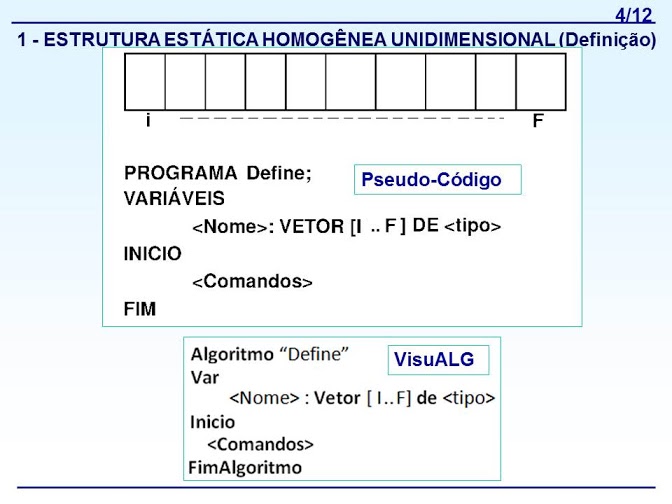 4/12
1 - ESTRUTURA ESTÁTICA HOMOGÊNEA UNIDIMENSIONAL (Definição)
i F
PROGRAMA Define;
Pseudo-Código
VARIÁVEIS
<Nome>: VETOR [I .. F ] DE <tipo>
INICIO
<Comandos>
FIM
Algoritmo “Define”
VisuALG
Var
<Nome> : Vetor [ I..F] de <tipo>
Inicio
<Comandos>
FimAlgoritmo